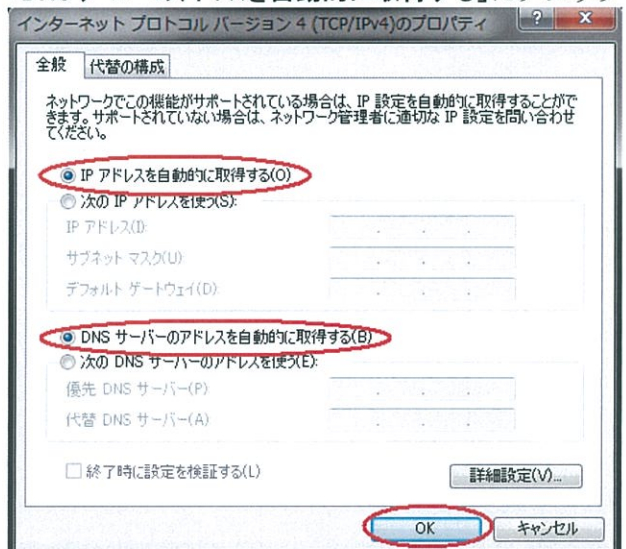 インターネット プロトコル バージョン 4 (TCP/IPv4)のプロパティ
? X
全般 代替の構成
ネットワークでこの機能がサポートされている場合は、IP 設定を自動的に取得することがで
きます。サポートされていない場合は、ネットワーク管理者に適切な IP 設定を問い合わせ
てください。
IP アドレスを自動的に取得する(O)
次の IP アドレスを使う(S):
IP アドレス(I):
サブネット マスク(U)
デフォルト ゲートウェイ(D):
DNS サーバーのアドレスを自動的に取得する(B)
次の DNS サーバーのアドレスを使う(E):
優先 DNS サーバー(P)
代替 DNS サーバー(A)
終了時に設定を検証する(L)
詳細設定(V)...
OK キャンセル